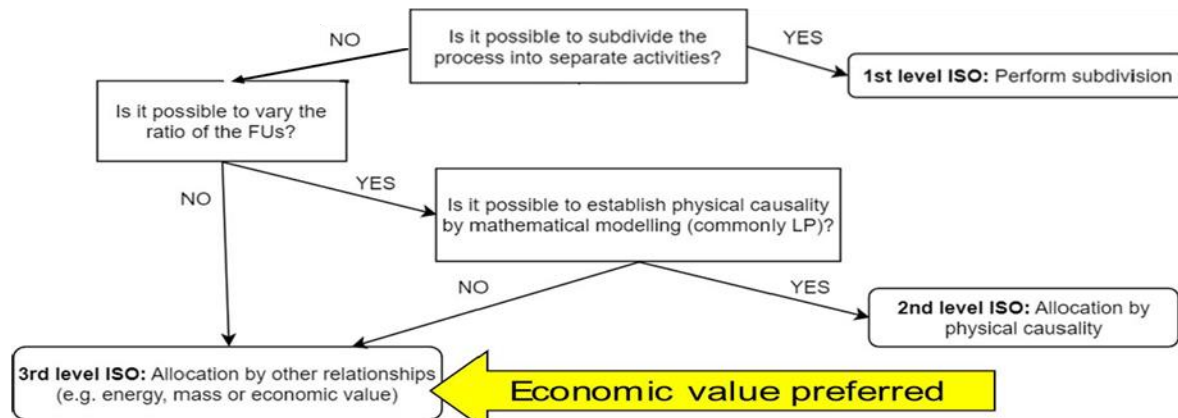 Is it possible to subdivide the
process into separate activities?
NO
YES
1st level ISO: Perform subdivision
Is it possible to vary the
ratio of the FUs?
NO
YES
Is it possible to establish physical causality
by mathematical modelling (commonly LP)?
NO
YES
2nd level ISO: Allocation by
physical causality
3rd level ISO: Allocation by other relationships
(e.g. energy, mass or economic value)
Economic value preferred